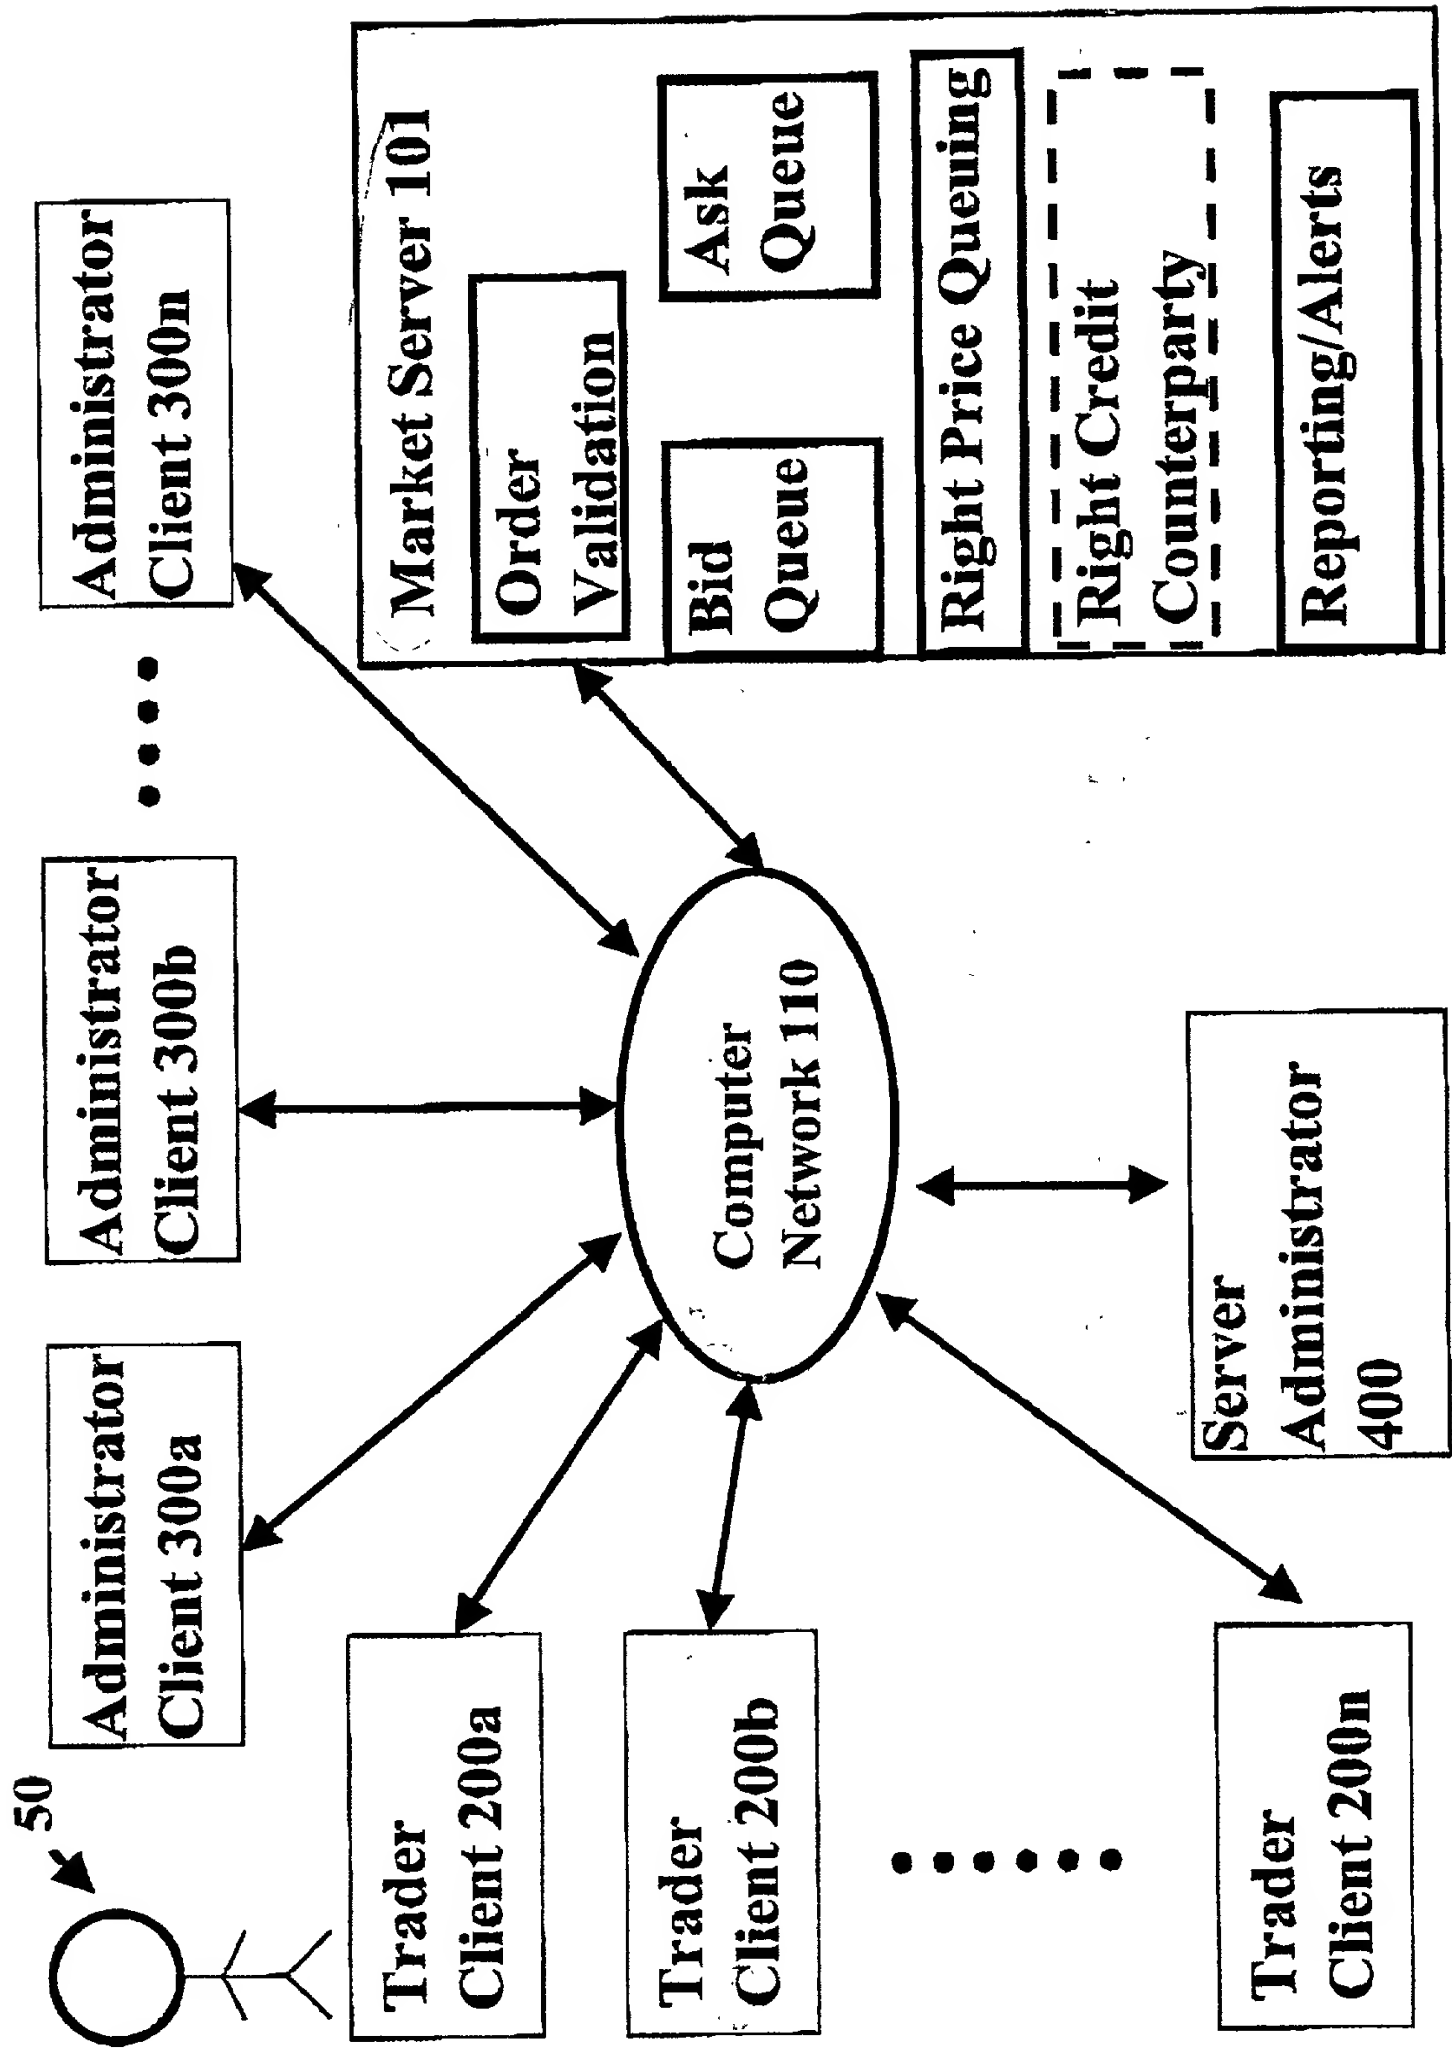 50
Administrator
Client 300a
Administrator
Client 300b
Administrator
Client 300n
Trader
Client 200a
Trader
Client 200b
Trader
Client 200n
Computer
Network 110
Server
Administrator
400
Market Server 101
Order
Validation
Bid
Queue
Ask
Queue
Right Price Queuing
Right Credit
Counterparty
Reporting/Alerts